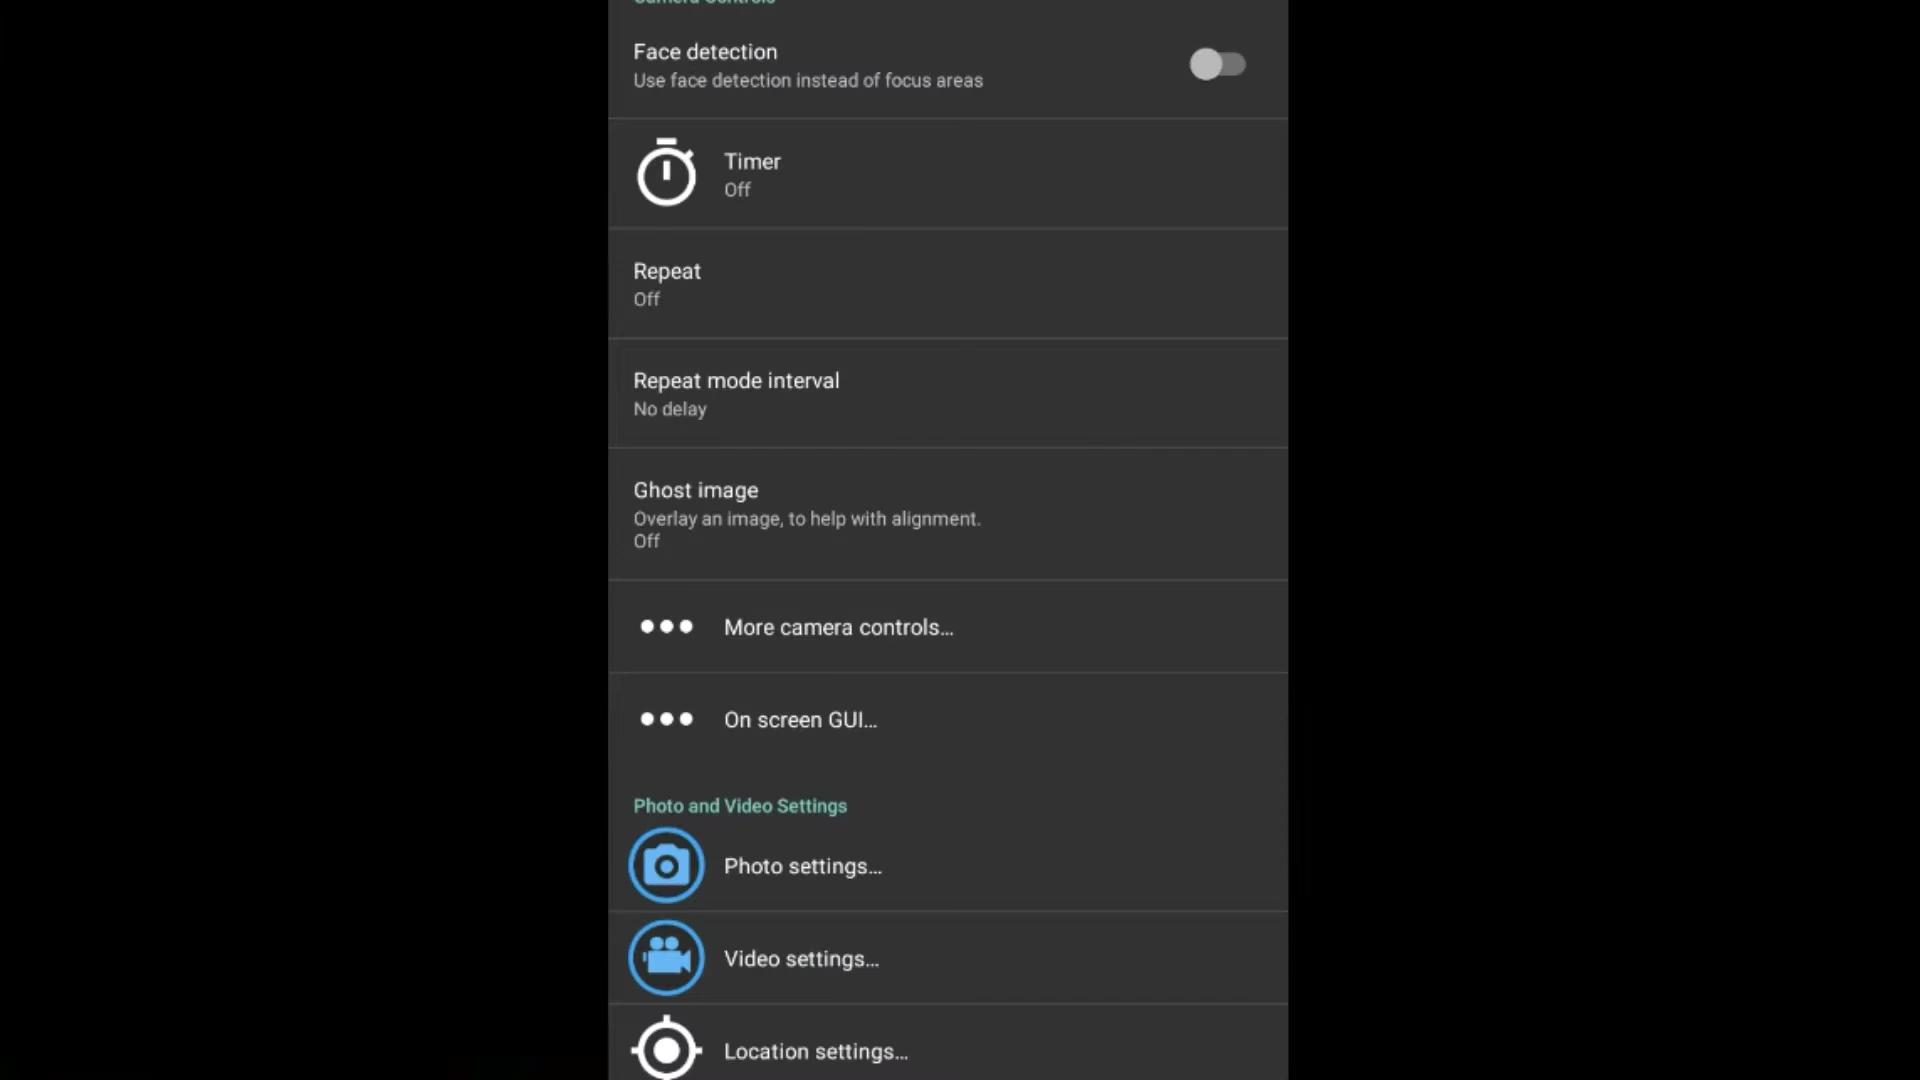 Camera Controls
Face detection
Use face detection instead of focus areas
Timer
Off
Repeat
Off
Repeat mode interval
No delay
Ghost image
Overlay an image, to help with alignment.
Off
More camera controls...
On screen GUI...
Photo and Video Settings
Photo settings...
Video settings...
Location settings...